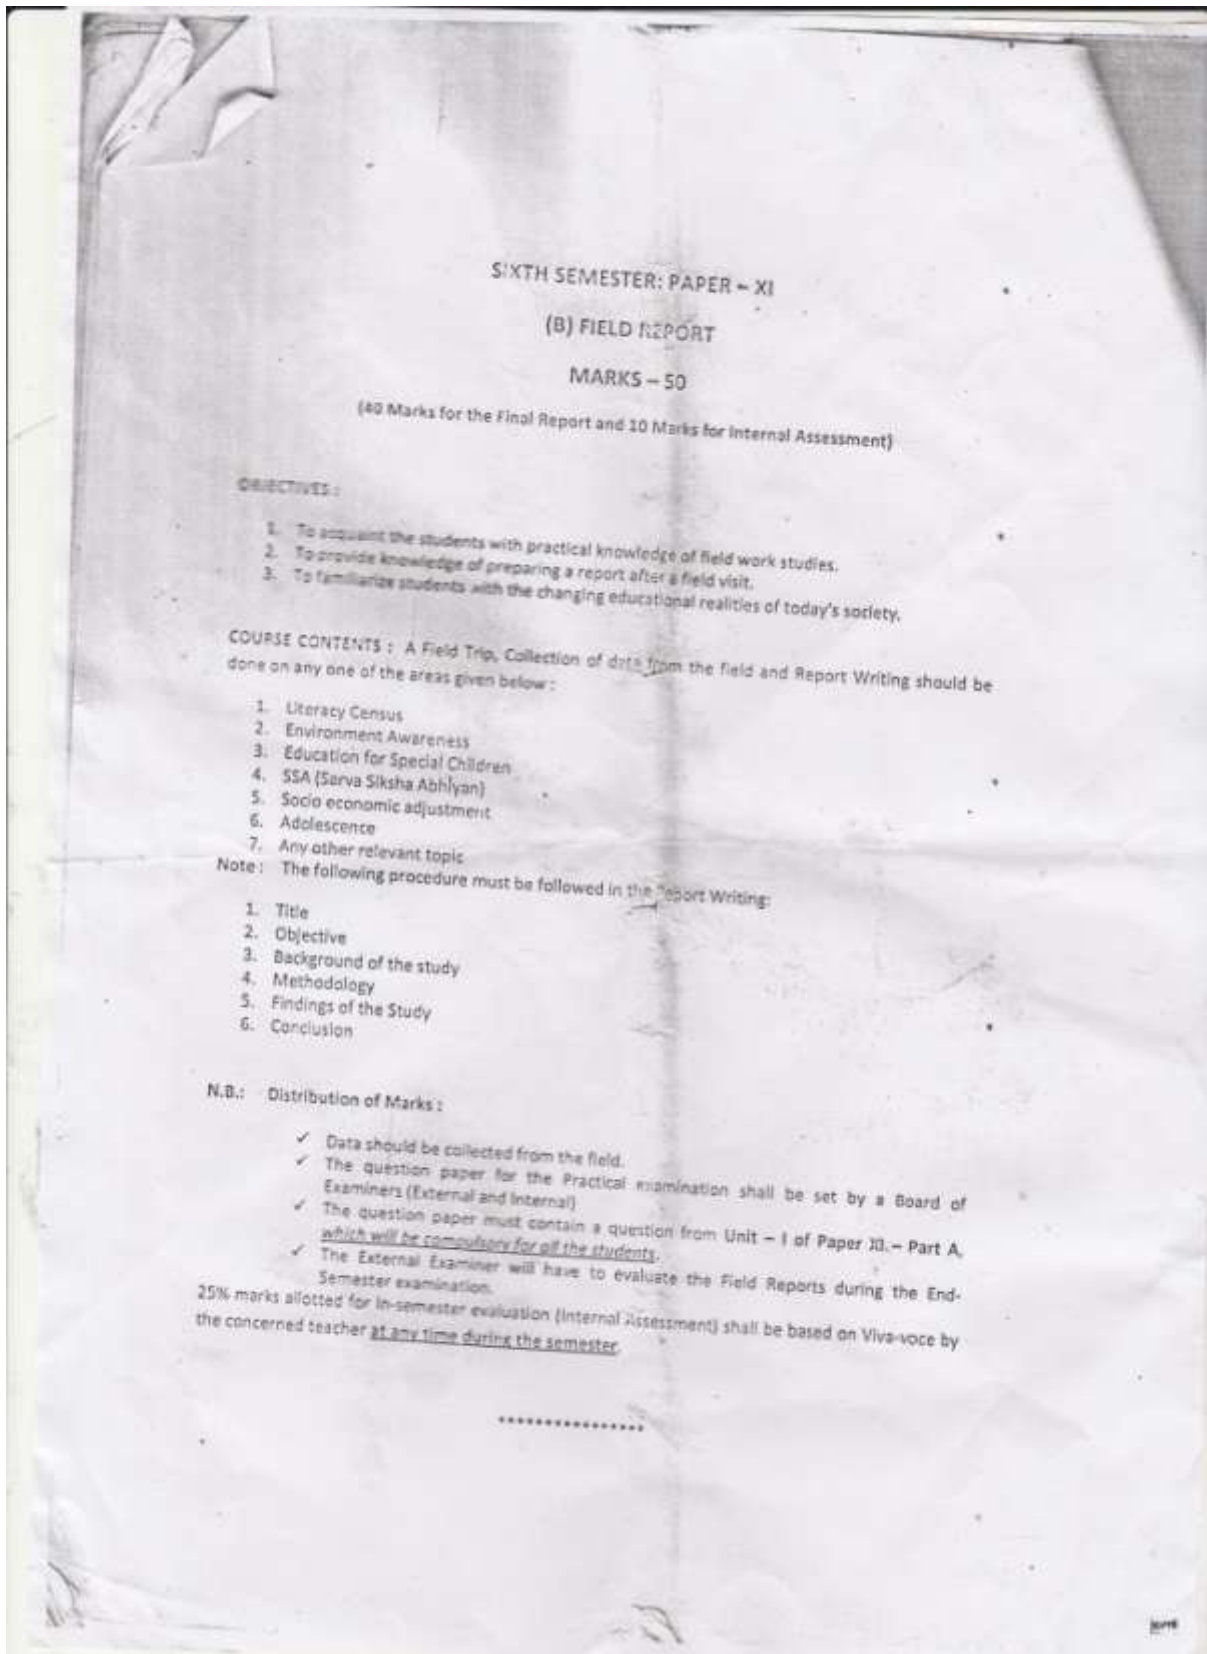 SIXTH SEMESTER: PAPER – XI
(B) FIELD REPORT
MARKS – 50
(40 Marks for the Final Report and 10 Marks for Internal Assessment)
OBJECTIVES :
1. To acquaint the students with practical knowledge of field work studies.
2. To provide knowledge of preparing a report after a field visit.
3. To familiarize students with the changing educational realities of today's society.
COURSE CONTENTS : A Field Trip, Collection of data from the field and Report Writing should be
done on any one of the areas given below :
1. Literacy Census
2. Environment Awareness
3. Education for Special Children
4. SSA (Sarva Siksha Abhiyan)
5. Socio economic adjustment
6. Adolescence
7. Any other relevant topic
Note : The following procedure must be followed in the Report Writing:
1. Title
2. Objective
3. Background of the study
4. Methodology
5. Findings of the Study
6. Conclusion
N.B.: Distribution of Marks :
✓ Data should be collected from the field.
✓ The question paper for the Practical examination shall be set by a Board of
Examiners (External and Internal)
✓ The question paper must contain a question from Unit – I of Paper XI. – Part A,
which will be compulsory for all the students.
✓ The External Examiner will have to evaluate the Field Reports during the End-
Semester examination.
25% marks allotted for In-semester evaluation (Internal Assessment) shall be based on Viva-voce by
the concerned teacher at any time during the semester.
****************